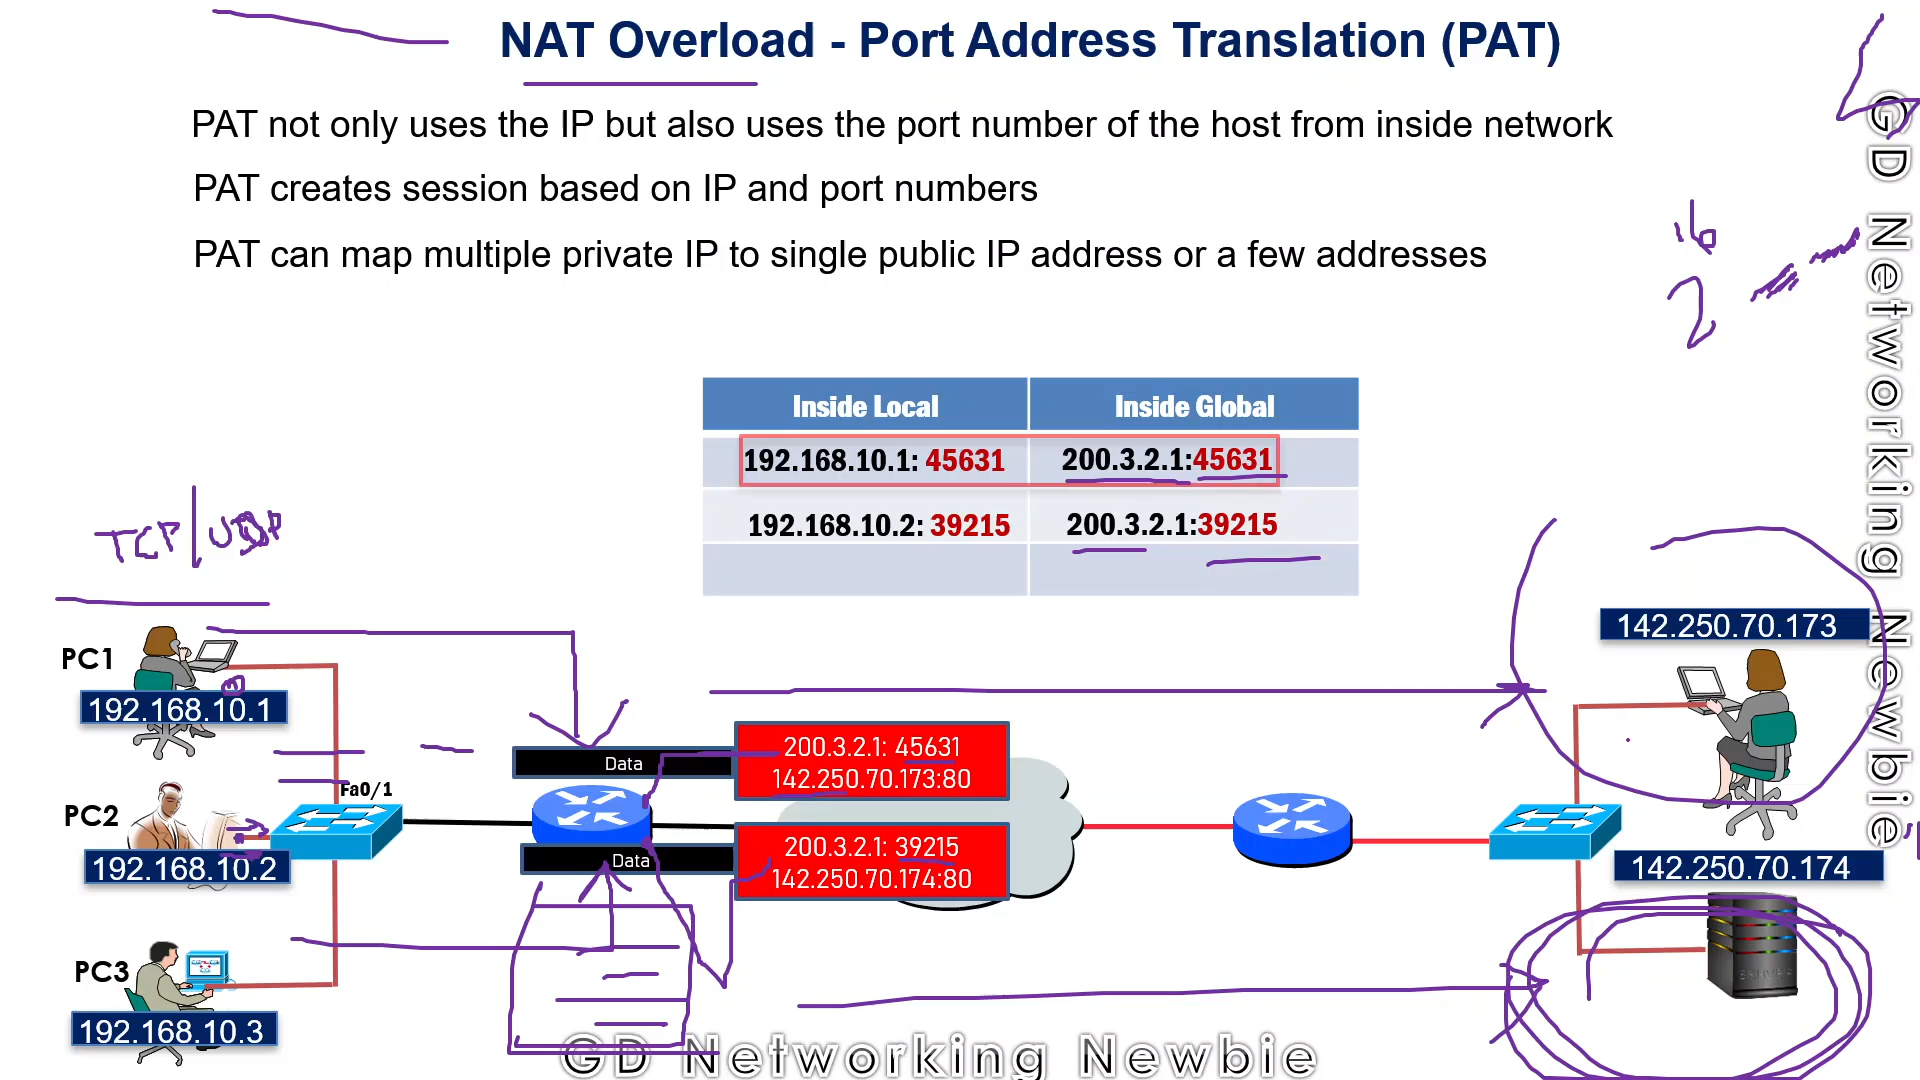 NAT Overload - Port Address Translation (PAT)
PAT not only uses the IP but also uses the port number of the host from inside network
PAT creates session based on IP and port numbers
PAT can map multiple private IP to single public IP address or a few addresses
16
2
Inside Local Inside Global
192.168.10.1: 45631 200.3.2.1:45631
192.168.10.2: 39215 200.3.2.1:39215
TCP/UDP
PC1
192.168.10.1
PC2
192.168.10.2
Fa0/1
PC3
192.168.10.3
Data
200.3.2.1: 45631
142.250.70.173:80
Data
200.3.2.1: 39215
142.250.70.174:80
142.250.70.173
142.250.70.174
GD Networking Newbie
GD Networking Newbie